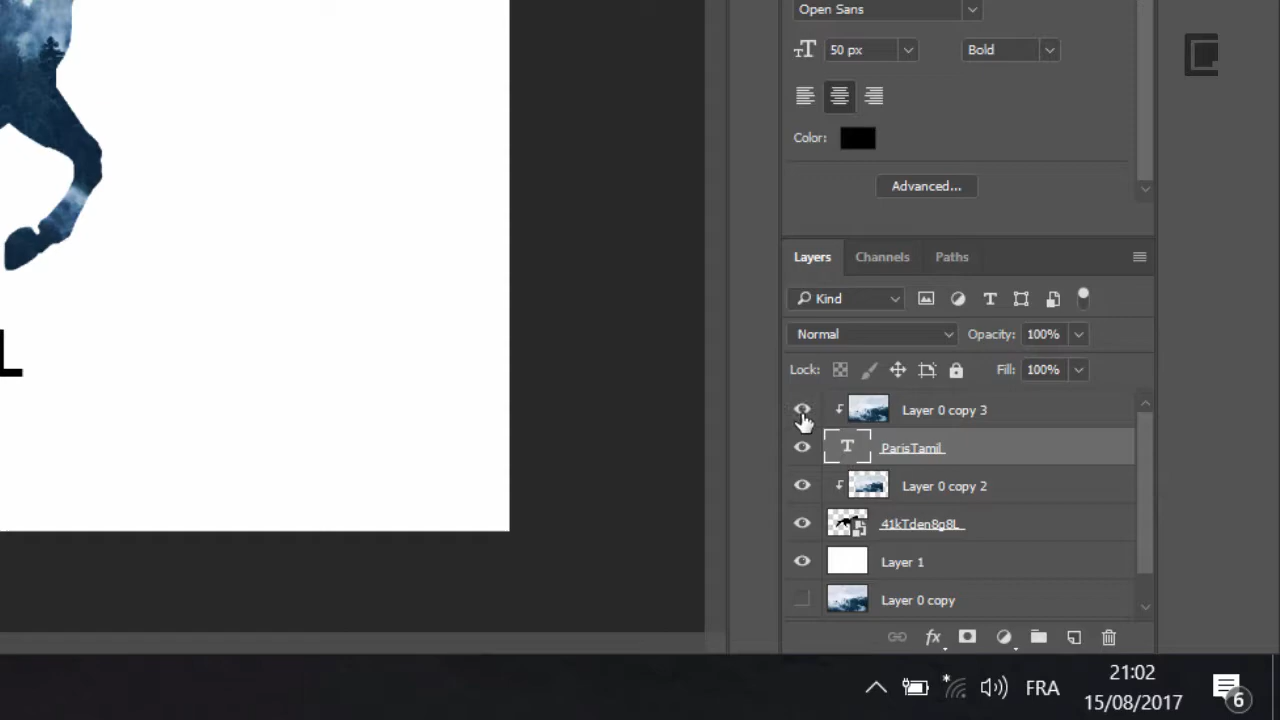 Open Sans
50 px Bold
Color:
Advanced...
Layers Channels Paths
Kind
Normal Opacity: 100%
Lock: Fill: 100%
Layer 0 copy 3
T ParisTamil
Layer 0 copy 2
41kTden8g8L
Layer 1
L
Layer 0 copy
fx
21:02
FRA
15/08/2017
6